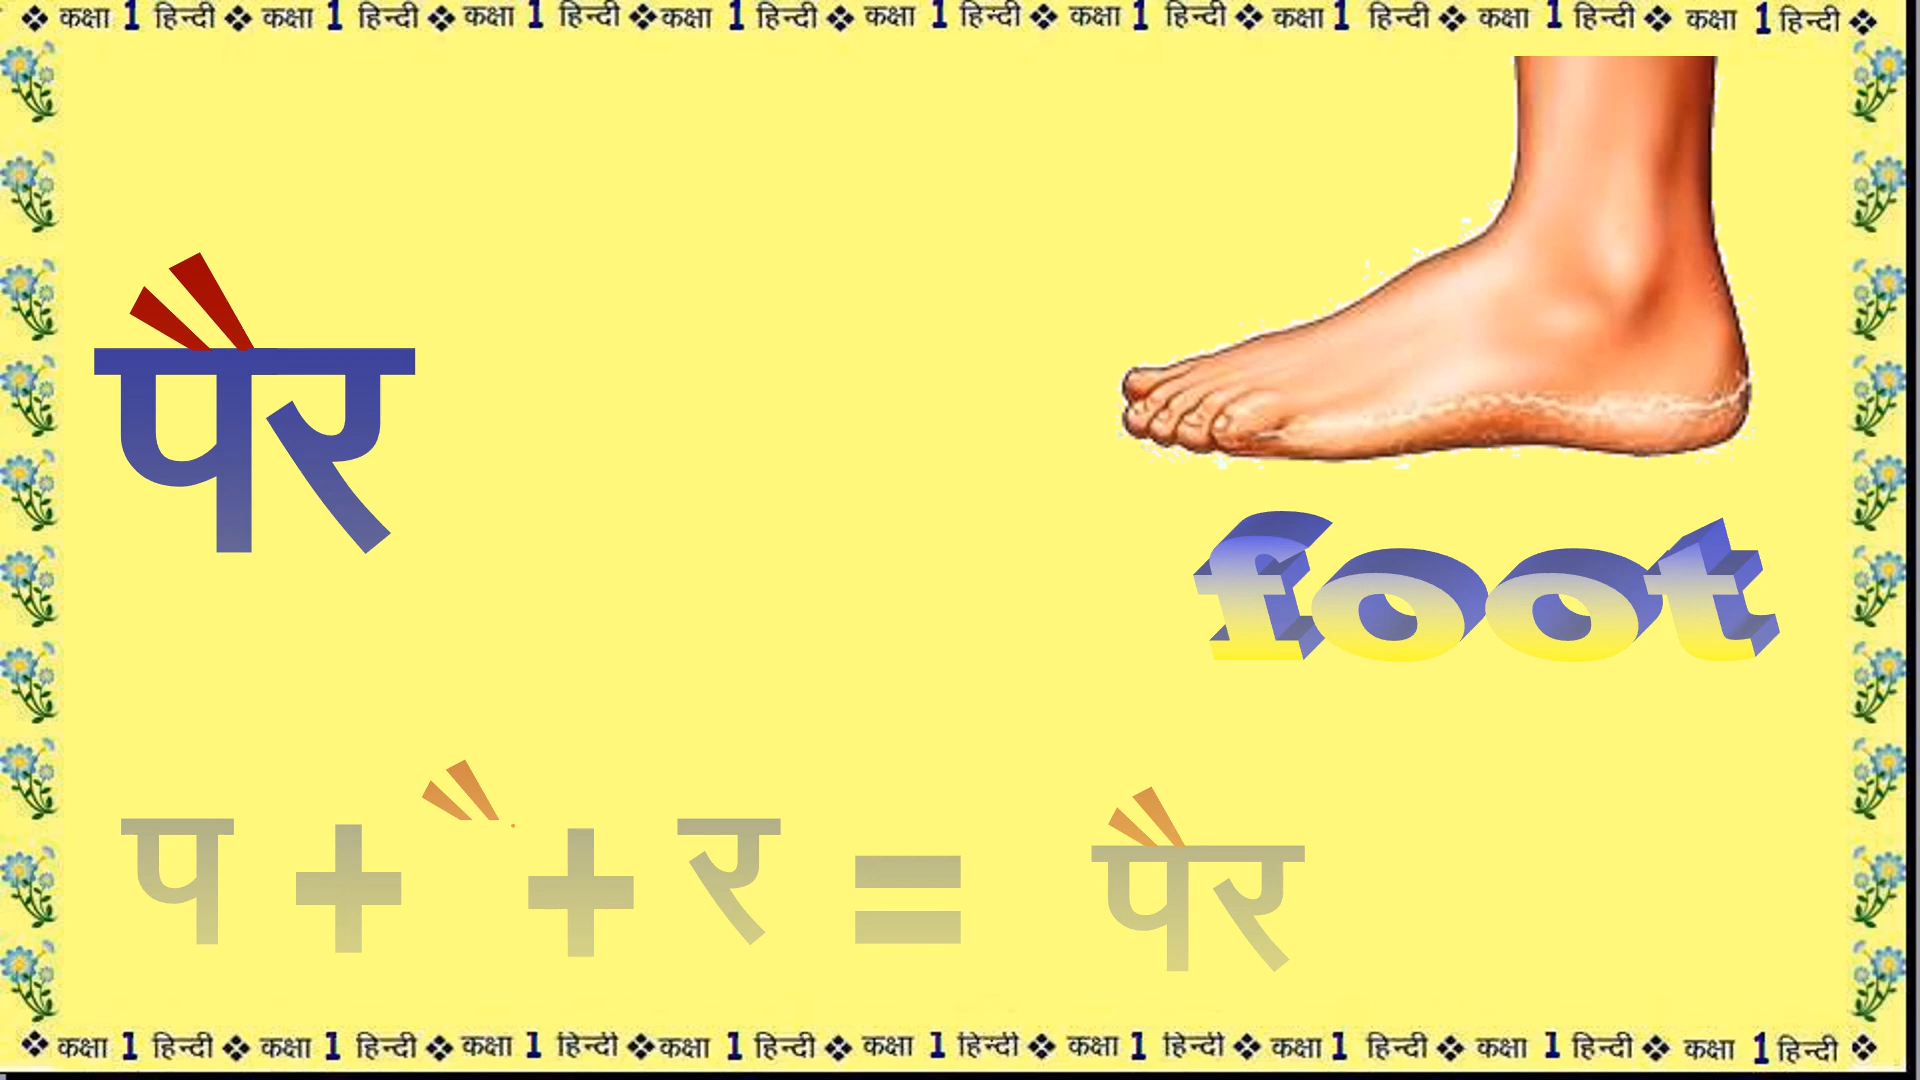 ❖ कक्षा 1 हिन्दी ❖ कक्षा 1 हिन्दी ❖ कक्षा 1 हिन्दी ❖ कक्षा 1 हिन्दी ❖ कक्षा 1 हिन्दी ❖ कक्षा 1 हिन्दी ❖ कक्षा 1 हिन्दी ❖ कक्षा 1 हिन्दी ❖ कक्षा 1 हिन्दी ❖
पैर
foot
प + ै + र = पैर
❖ कक्षा 1 हिन्दी ❖ कक्षा 1 हिन्दी ❖ कक्षा 1 हिन्दी ❖ कक्षा 1 हिन्दी ❖ कक्षा 1 हिन्दी ❖ कक्षा 1 हिन्दी ❖ कक्षा 1 हिन्दी ❖ कक्षा 1 हिन्दी ❖ कक्षा 1 हिन्दी ❖